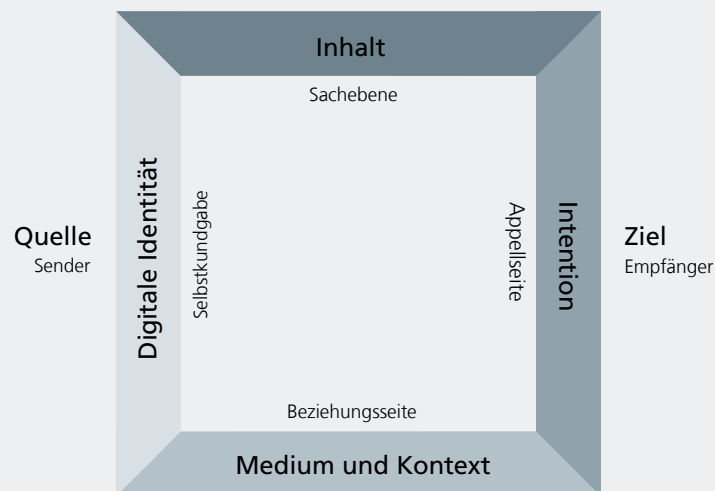 Inhalt
Sachebene
Quelle
Sender
Digitale Identität
Selbstkundgabe
Appellseite
Intention
Ziel
Empfänger
Beziehungsseite
Medium und Kontext